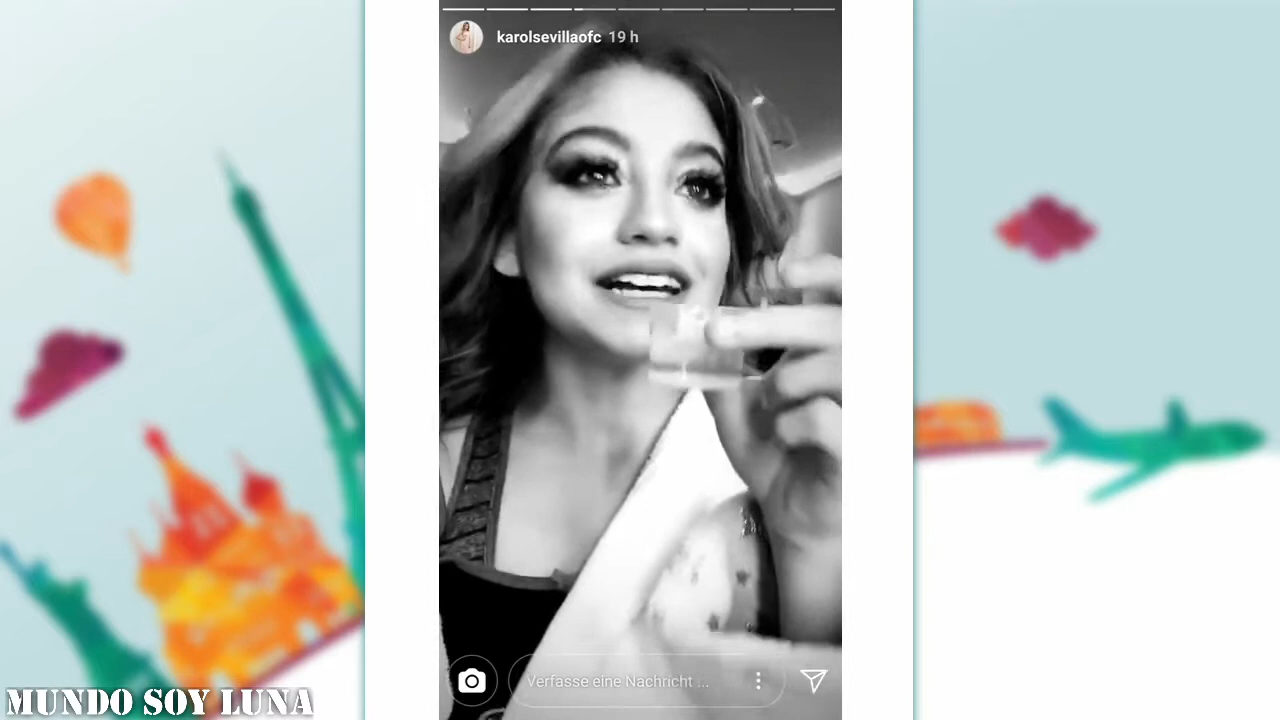 karolsevillaofc 19 h
Verfasse eine Nachricht ...
MUNDO SOY LUNA